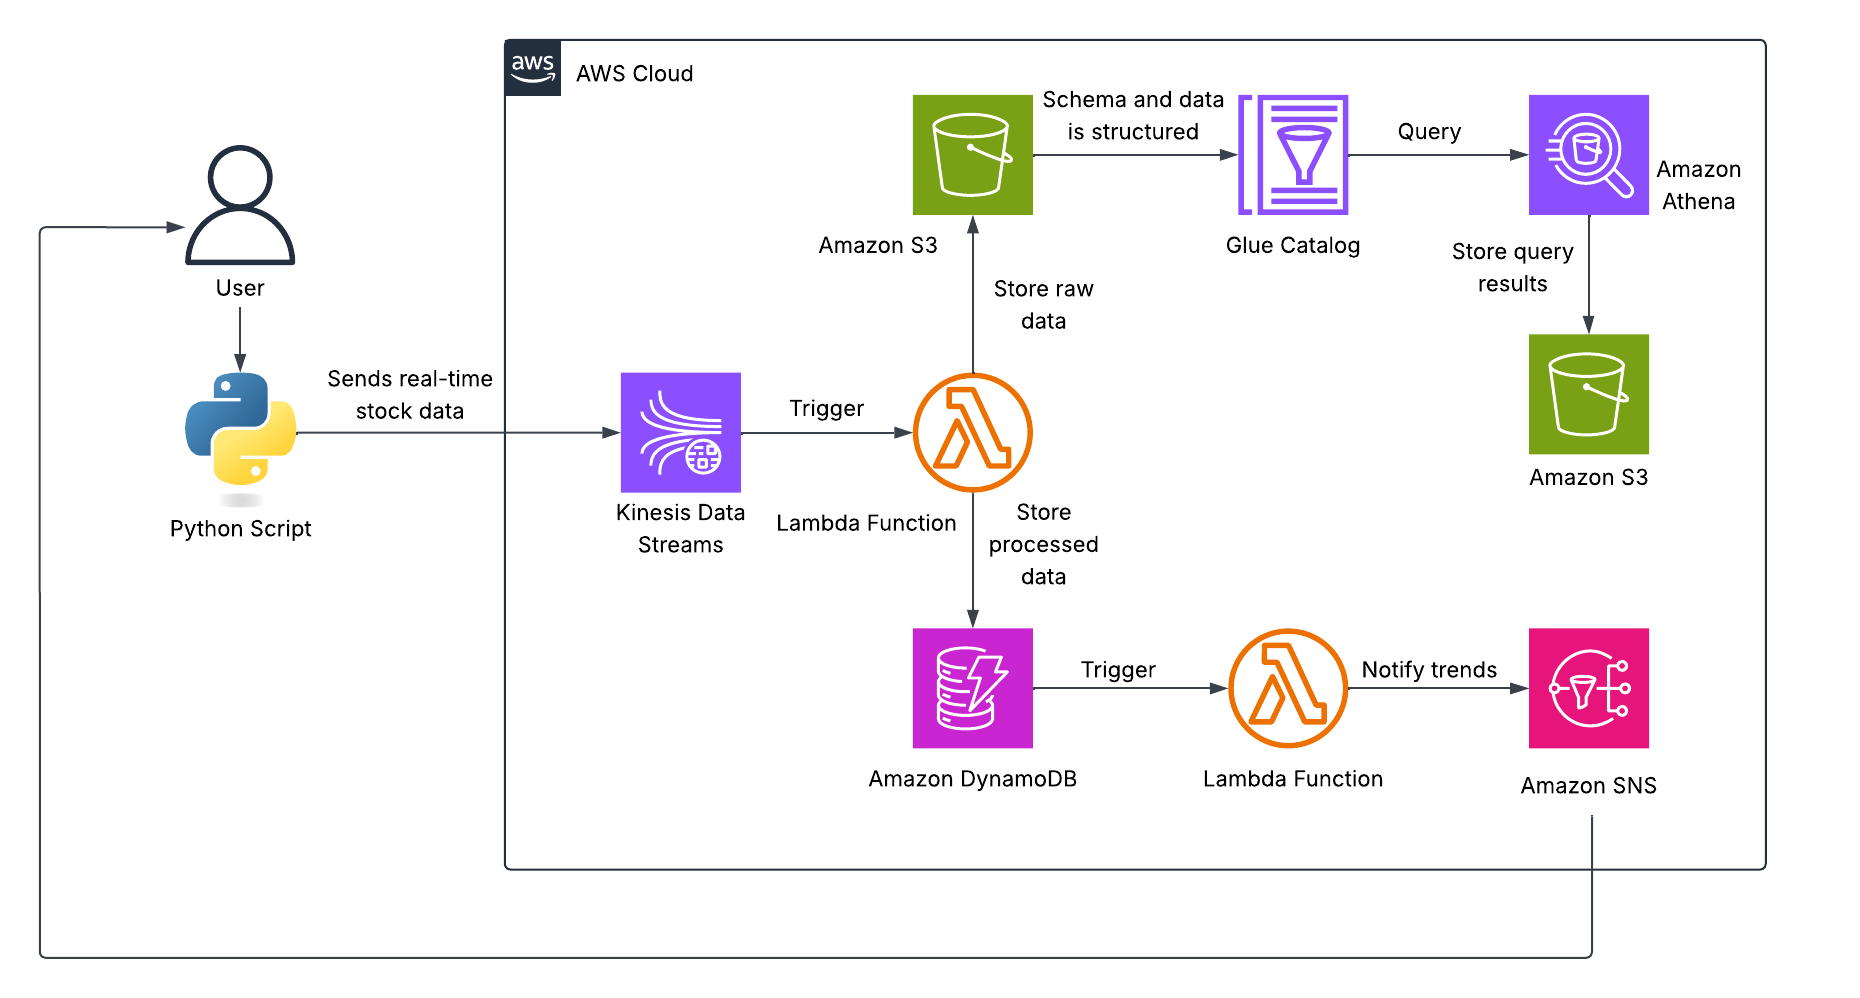 aws
AWS Cloud
Schema and data
is structured
Query
Amazon
Athena
Amazon S3
Glue Catalog
Store query
results
User
Store raw
data
Sends real-time
stock data
Trigger
Amazon S3
Kinesis Data
Streams
Lambda Function
Store
processed
data
Python Script
Trigger
Notify trends
Amazon DynamoDB
Lambda Function
Amazon SNS